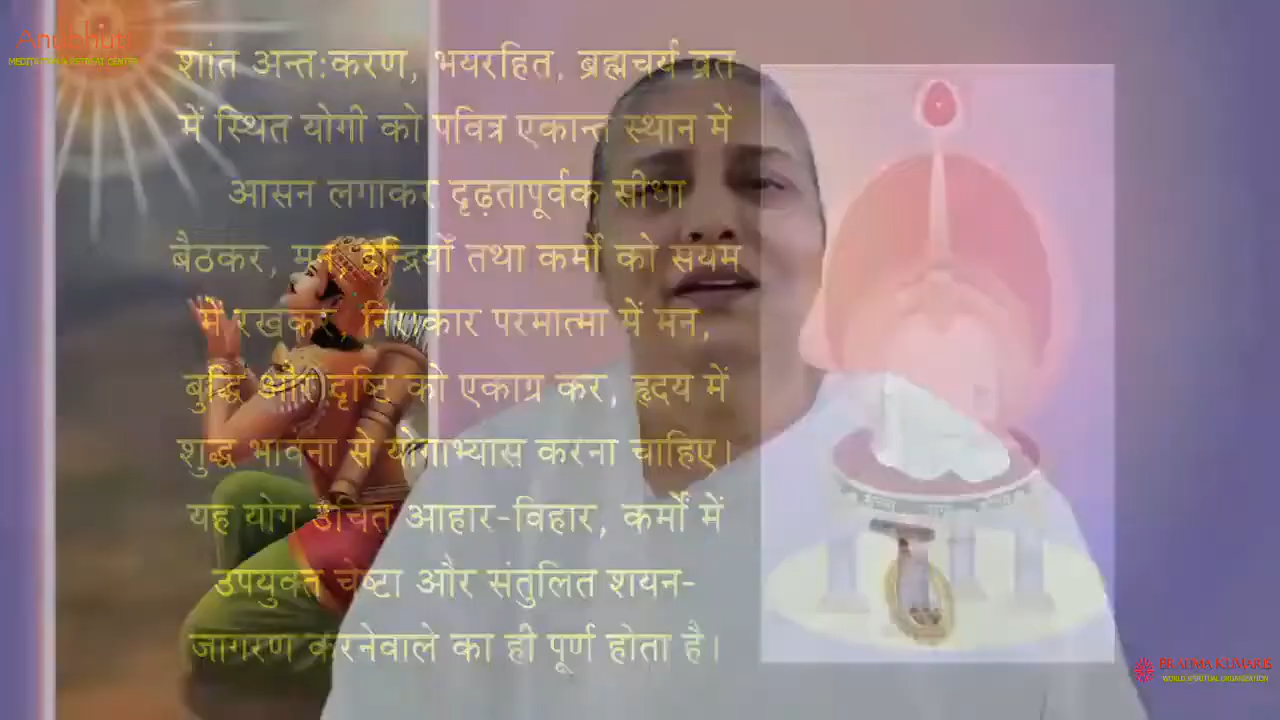 Anubhuti
MEDITATION & RETREAT CENTER
शांत अन्तःकरण, भयरहित, ब्रह्मचर्य व्रत
में स्थित योगी को पवित्र एकान्त स्थान में
आसन लगाकर दृढ़तापूर्वक सीधा
बैठकर, मन, इन्द्रियों तथा कर्मो को संयम
में रखकर, निराकार परमात्मा में मन,
बुद्धि और दृष्टि को एकाग्र कर, हृदय में
शुद्ध भावना से योगाभ्यास करना चाहिए।
यह योग उचित आहार-विहार, कर्मों में
उपयुक्त चेष्टा और संतुलित शयन-
जागरण करनेवाले का ही पूर्ण होता है।
BRAHMA KUMARIS
WORLD SPIRITUAL ORGANIZATION